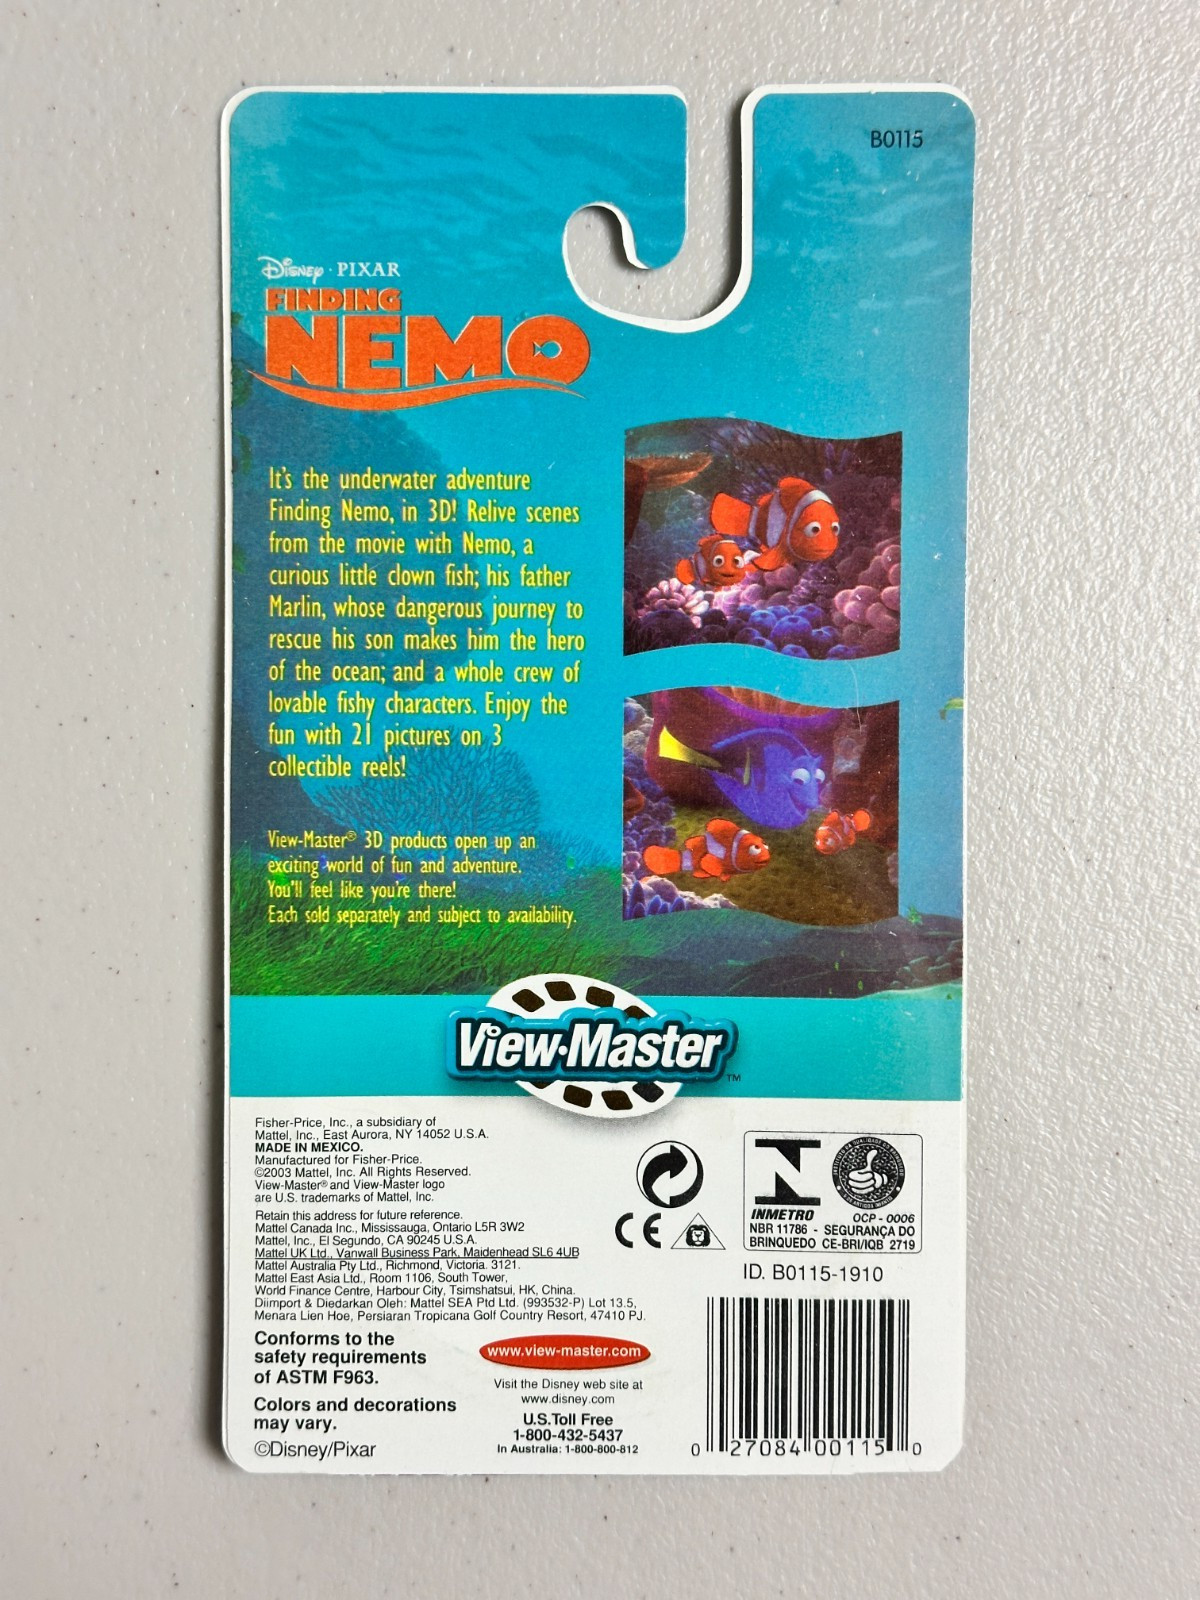 B0115
Disney · PIXAR
FINDING
NEMO
It's the underwater adventure
Finding Nemo, in 3D! Relive scenes
from the movie with Nemo, a
curious little clown fish; his father
Marlin, whose dangerous journey to
rescue his son makes him the hero
of the ocean; and a whole crew of
lovable fishy characters. Enjoy the
fun with 21 pictures on 3
collectible reels!
View-Master® 3D products open up an
exciting world of fun and adventure.
You'll feel like you're there!
Each sold separately and subject to availability.
View-Master™
Fisher-Price, Inc., a subsidiary of
Mattel, Inc., East Aurora, NY 14052 U.S.A.
MADE IN MEXICO.
Manufactured for Fisher-Price.
©2003 Mattel, Inc. All Rights Reserved.
View-Master® and View-Master logo
are U.S. trademarks of Mattel, Inc.
Retain this address for future reference.
Mattel Canada Inc., Mississauga, Ontario L5R 3W2
Mattel, Inc., El Segundo, CA 90245 U.S.A.
Mattel UK Ltd., Vanwall Business Park, Maidenhead SL6 4UB
Mattel Australia Pty Ltd., Richmond, Victoria. 3121.
Mattel East Asia Ltd., Room 1106, South Tower,
World Finance Centre, Harbour City, Tsimshatsui, HK, China.
Diimport & Diedarkan Oleh: Mattel SEA Ptd Ltd. (993532-P) Lot 13.5,
Menara Lien Hoe, Persiaran Tropicana Golf Country Resort, 47410 PJ.
Conforms to the
safety requirements
of ASTM F963.
Colors and decorations
may vary.
©Disney/Pixar
www.view-master.com
Visit the Disney web site at
www.disney.com
U.S. Toll Free
1-800-432-5437
In Australia: 1-800-800-812
CE
INMETRO
OCP - 0006
NBR 11786 - SEGURANÇA DO
BRINQUEDO CE-BRI/IQB 2719
ID. B0115-1910
0 27084 00115 0